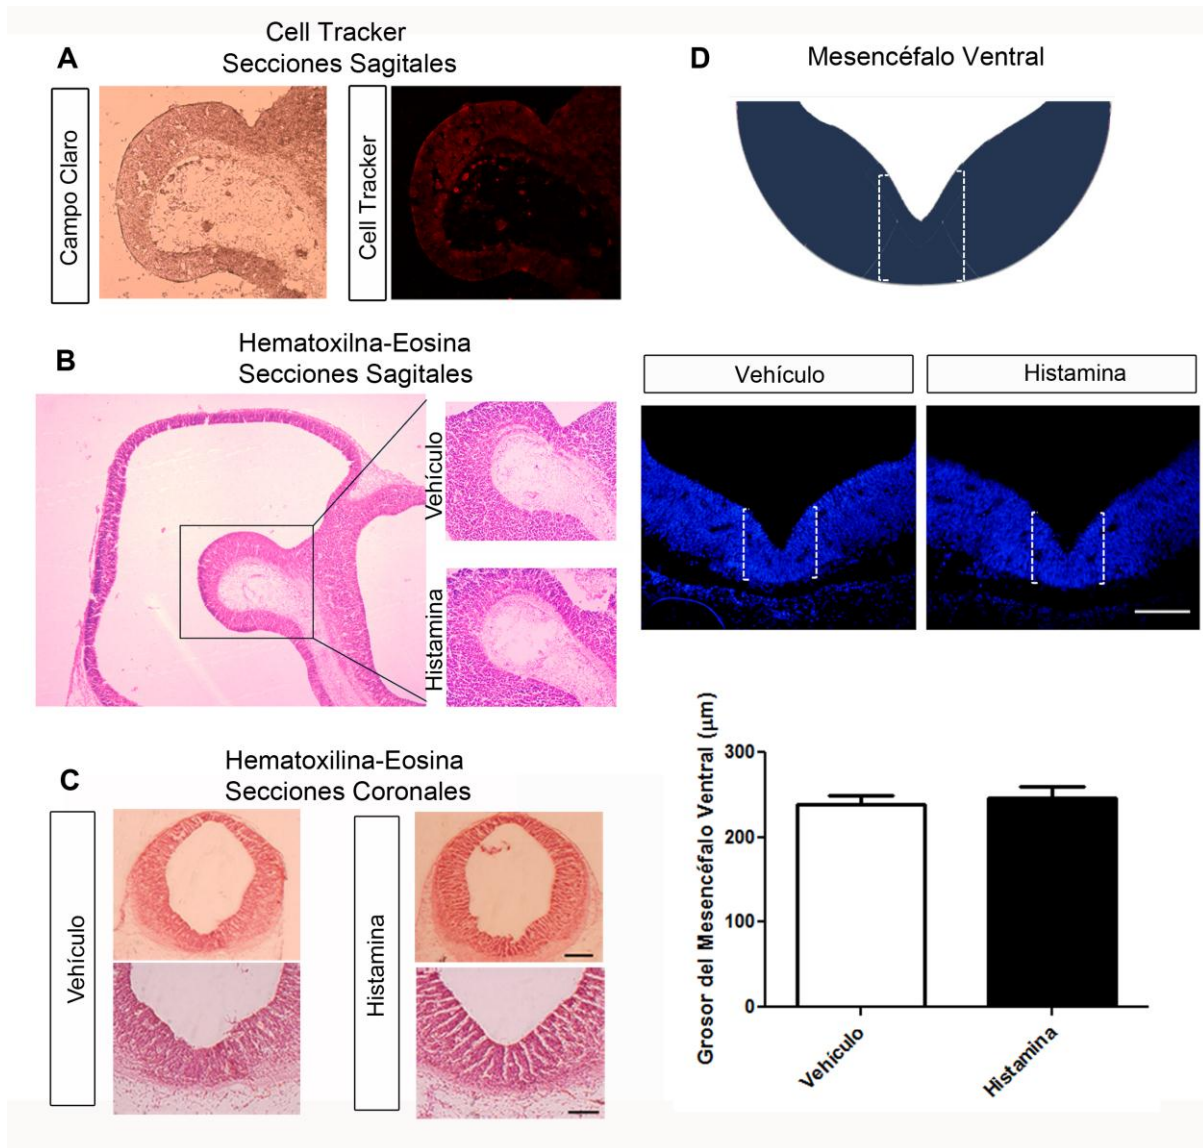 A
Cell Tracker
Secciones Sagitales
Campo Claro
Cell Tracker
B
Hematoxilna-Eosina
Secciones Sagitales
Vehículo
Histamina
C
Hematoxilina-Eosina
Secciones Coronales
Vehículo
Histamina
D
Mesencéfalo Ventral
Vehículo
Histamina
Grosor del Mesencéfalo Ventral (µm)
300
200
100
0
Vehículo
Histamina